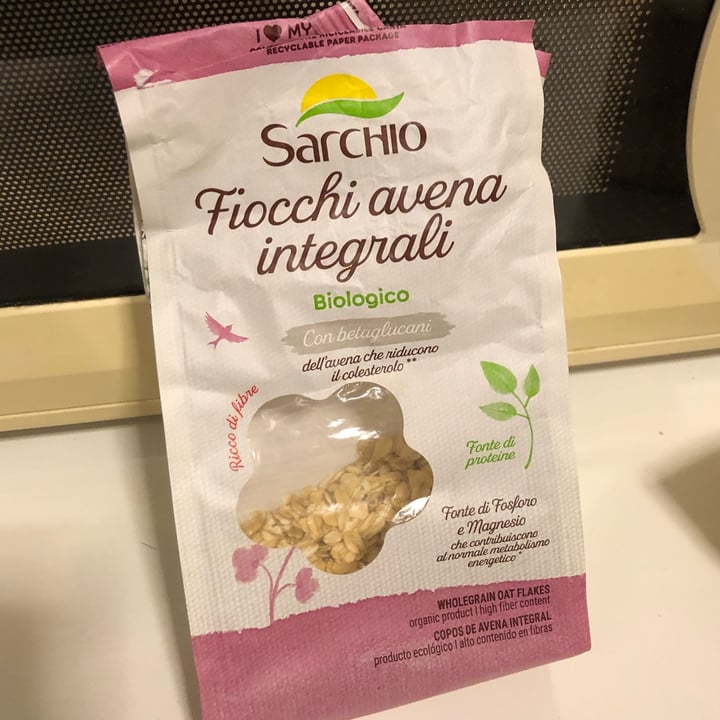 I ♥ MY
RECYCLABLE PAPER PACKAGE
Sarchio
Fiocchi avena
integrali
Biologico
Con betaglucani
dell'avena che riducono
il colesterolo**
Ricco di fibre
Fonte di
proteine
Fonte di Fosforo
e Magnesio
che contribuiscono
al normale metabolismo
energetico*
WHOLEGRAIN OAT FLAKES
organic product | high fiber content
COPOS DE AVENA INTEGRAL
producto ecológico | alto contenido en fibras